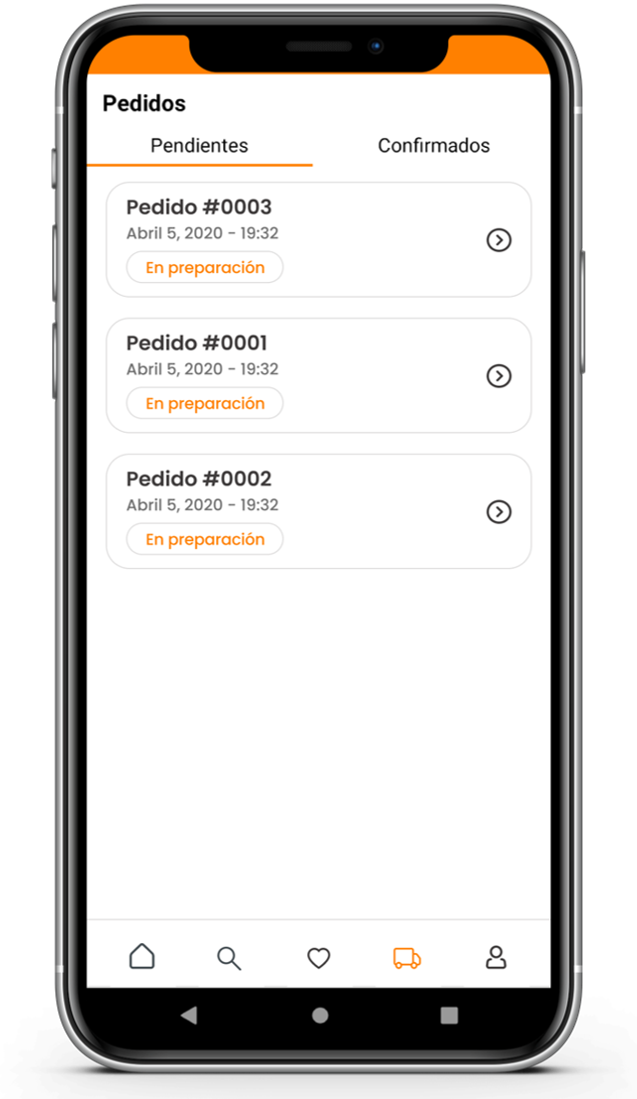 Pedidos
Pendientes
Confirmados
Pedido #0003
Abril 5, 2020 - 19:32
En preparación
Pedido #0001
Abril 5, 2020 - 19:32
En preparación
Pedido #0002
Abril 5, 2020 - 19:32
En preparación